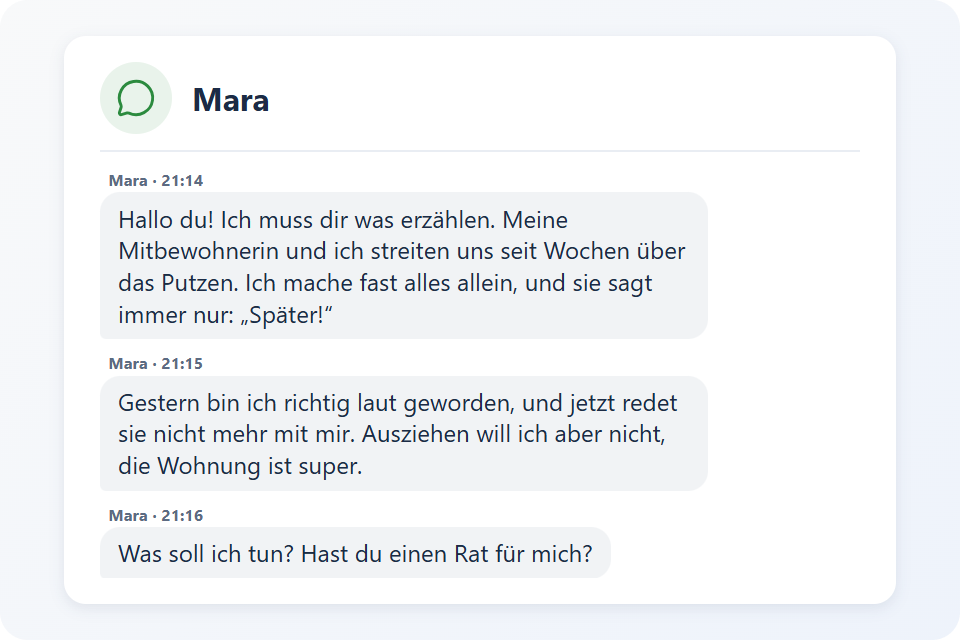 Mara
Mara · 21:14
Hallo du! Ich muss dir was erzählen. Meine
Mitbewohnerin und ich streiten uns seit Wochen über
das Putzen. Ich mache fast alles allein, und sie sagt
immer nur: „Später!“
Mara · 21:15
Gestern bin ich richtig laut geworden, und jetzt redet
sie nicht mehr mit mir. Ausziehen will ich aber nicht,
die Wohnung ist super.
Mara · 21:16
Was soll ich tun? Hast du einen Rat für mich?